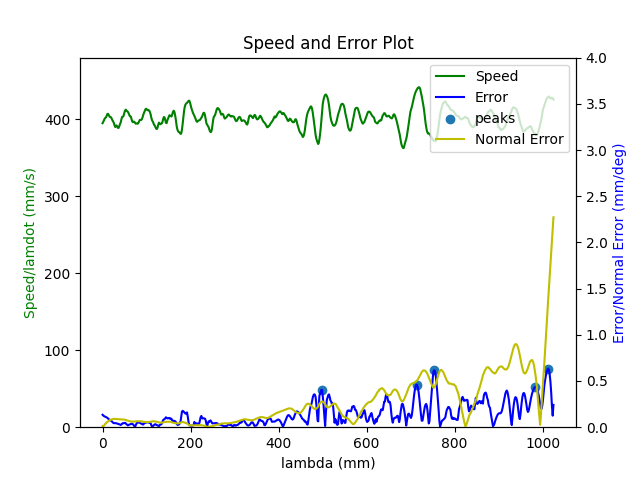 Speed and Error Plot
Speed
Error
peaks
Normal Error
Speed/lamdot (mm/s)
400
300
200
100
0
4.0
3.5
3.0
2.5
2.0
1.5
1.0
0.5
0.0
Error/Normal Error (mm/deg)
0 200 400 600 800 1000
lambda (mm)